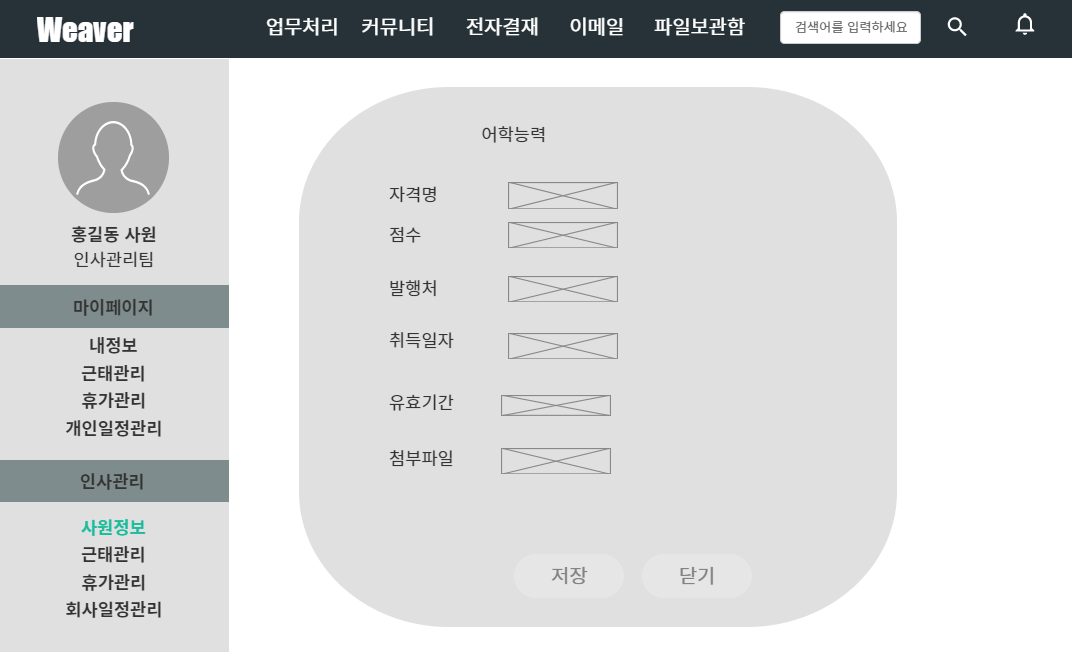 Weaver
업무처리 커뮤니티 전자결재 이메일 파일보관함 검색어를 입력하세요
홍길동 사원
인사관리팀
마이페이지
내정보
근태관리
휴가관리
개인일정관리
인사관리
사원정보
근태관리
휴가관리
회사일정관리
어학능력
자격명
점수
발행처
취득일자
유효기간
첨부파일
저장 닫기